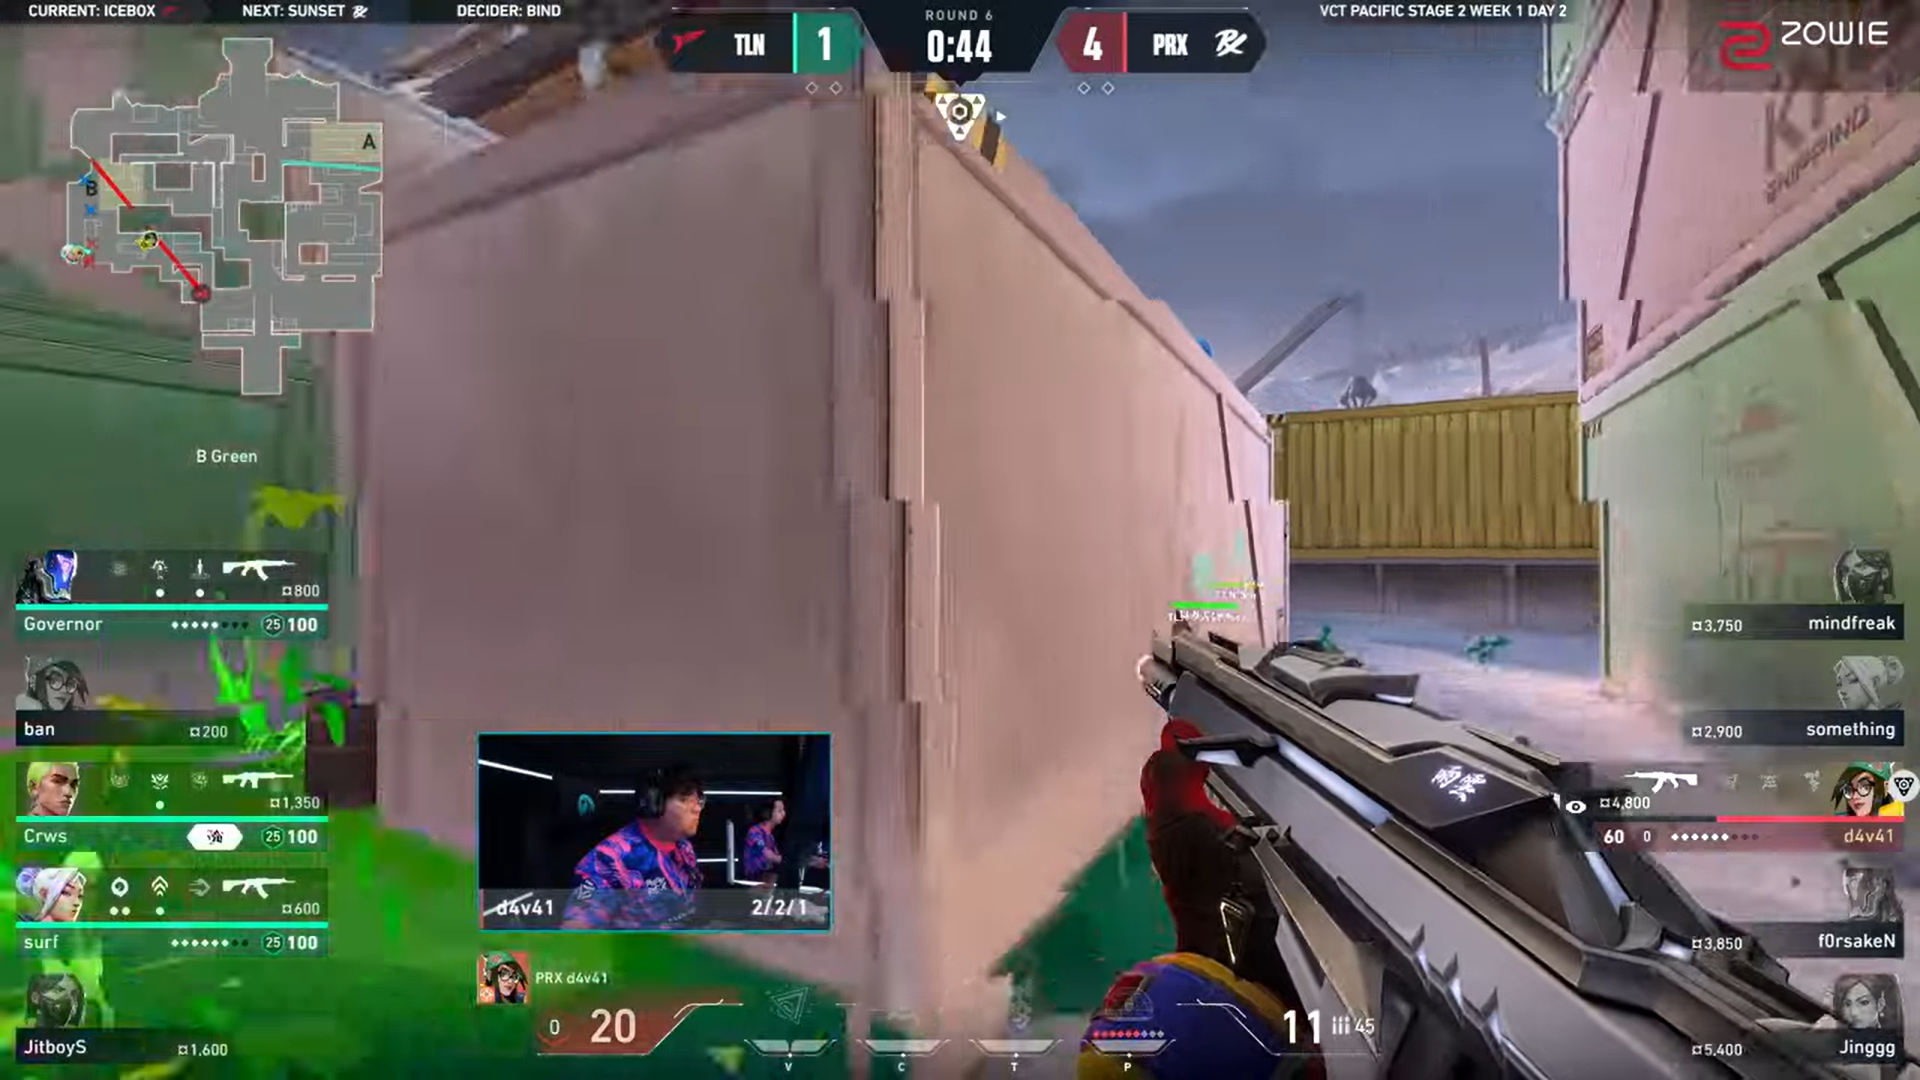 CURRENT: ICEBOX
NEXT: SUNSET
DECIDER: BIND
TLN
1
ROUND 6
0:44
4
PRX
VCT PACIFIC STAGE 2 WEEK 1 DAY 2
ZOWIE
A
B
B Green
800
Governor
25 100
ban
200
1,350
Crws
25 100
600
surf
25 100
JitboyS
1,600
3,750
mindfreak
2,900
something
4,800
60 0
d4v41
3,850
f0rsakeN
5,400
Jinggg
d4v41
2/2/1
PRX d4v41
0
20
11
45
V
C
T
P